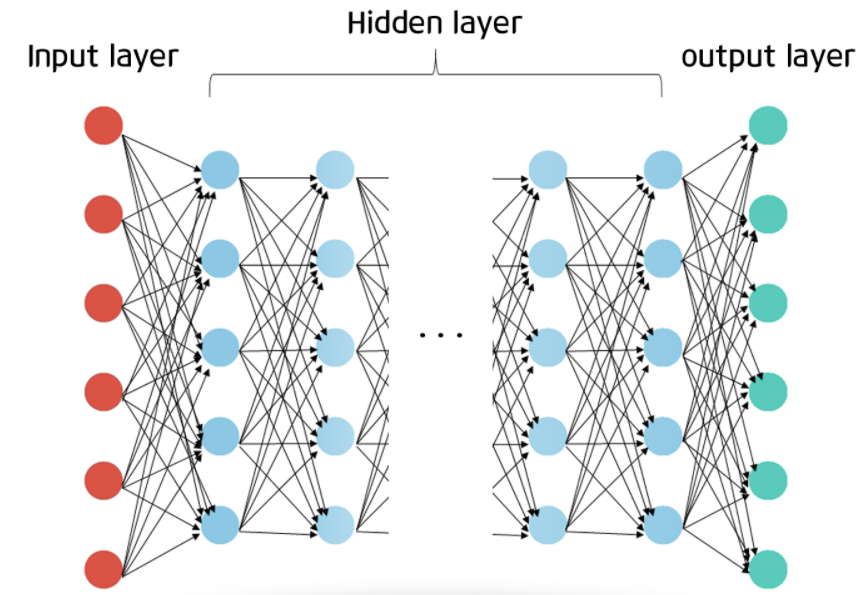 Hidden layer
Input layer
output layer
...